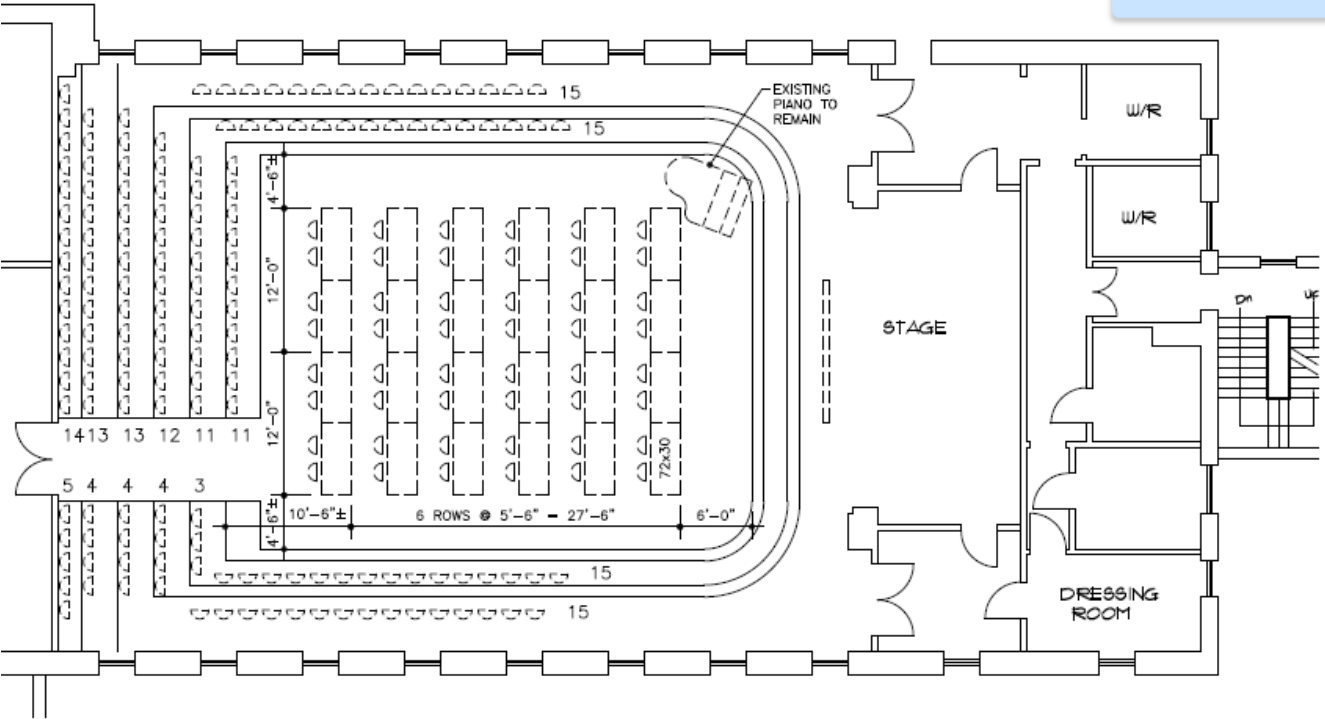 15
EXISTING
PIANO TO
REMAIN
W/R
15
4'-6"±
W/R
12'-0"
Dn
STAGE
14 13 13 12 11 11
12'-0"
72x30
5 4 4 4 3
10'-6"±
6 ROWS @ 5'-6" = 27'-6"
6'-0"
4'-6"±
15
DRESSING
ROOM
15